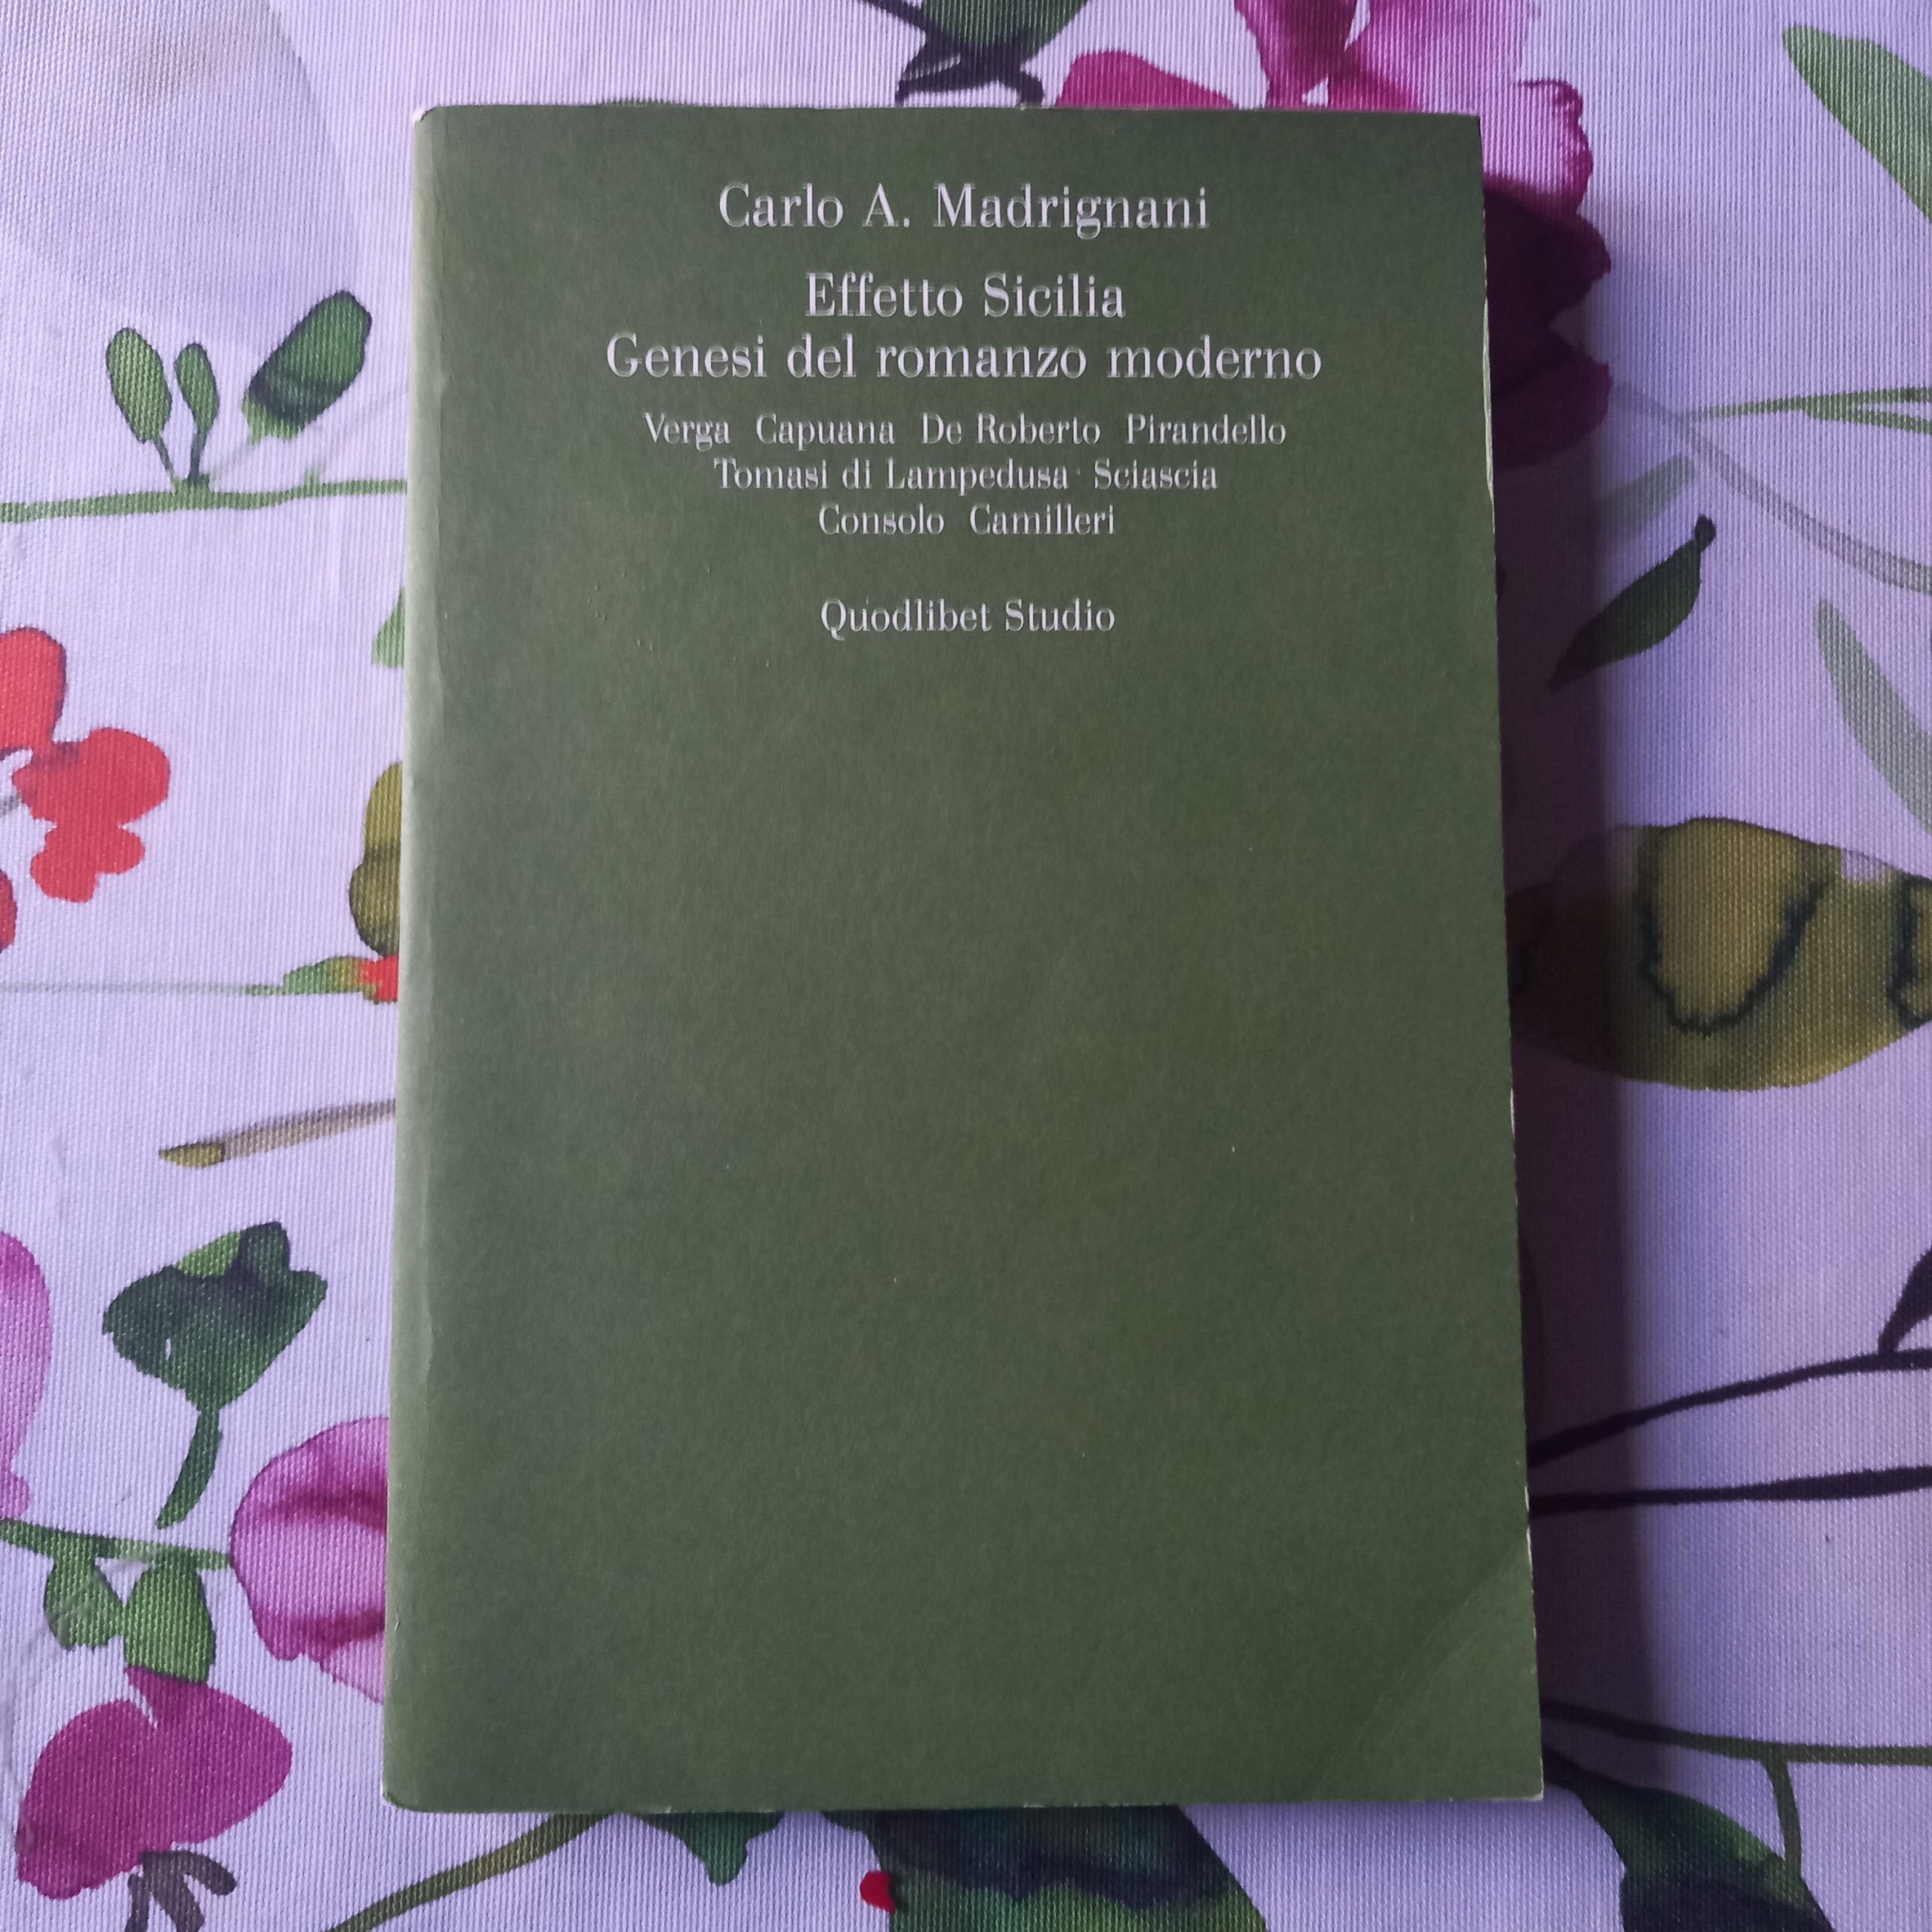 Carlo A. Madrignani
Effetto Sicilia
Genesi del romanzo moderno
Verga Capuana De Roberto Pirandello
Tomasi di Lampedusa Sciascia
Consolo Camilleri
Quodlibet Studio